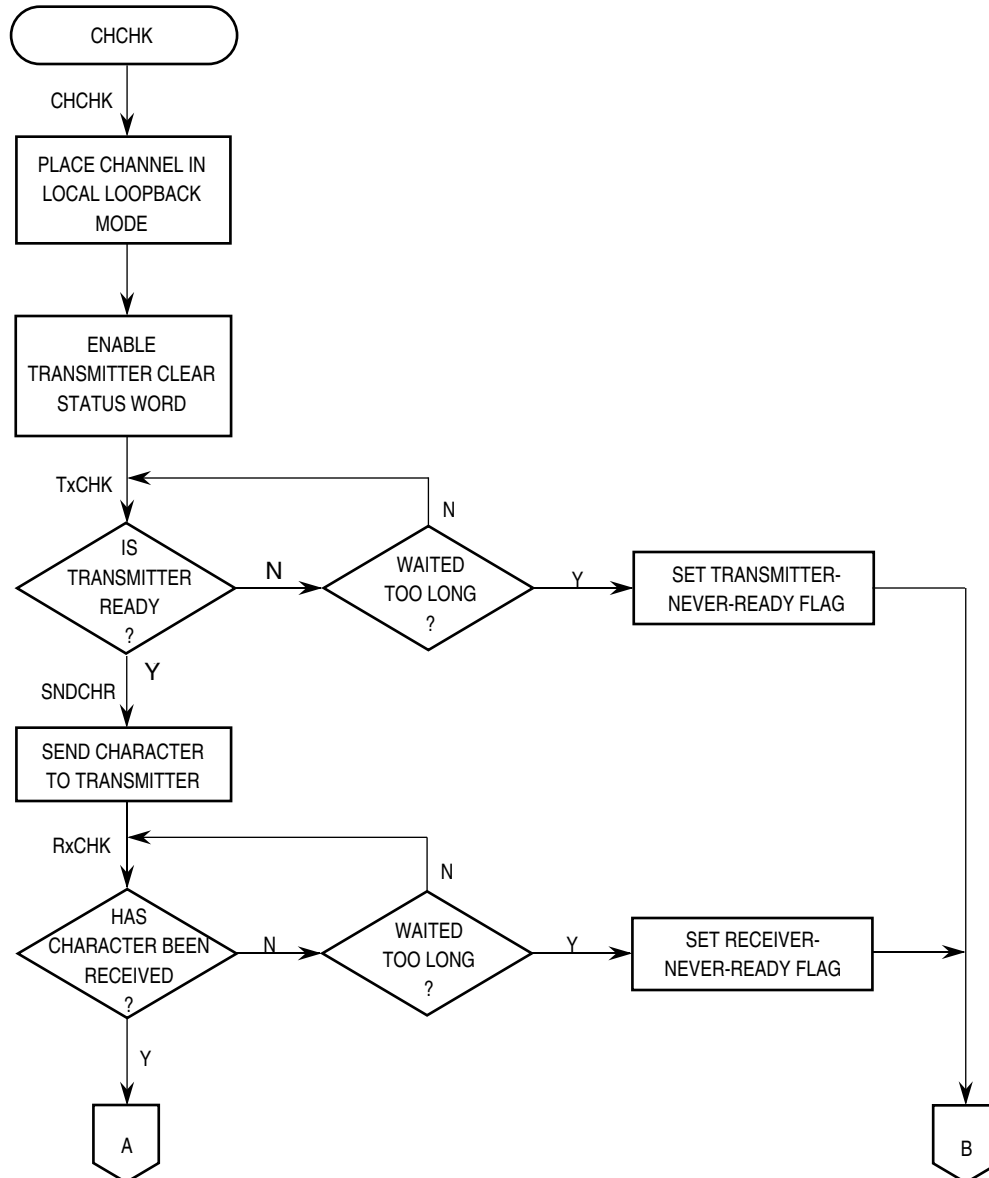 CHCHK
CHCHK
PLACE CHANNEL IN
LOCAL LOOPBACK
MODE
ENABLE
TRANSMITTER CLEAR
STATUS WORD
TxCHK
N
IS
TRANSMITTER
READY
?
N
WAITED
TOO LONG
?
Y
SET TRANSMITTER-
NEVER-READY FLAG
Y
SNDCHR
SEND CHARACTER
TO TRANSMITTER
RxCHK
N
HAS
CHARACTER BEEN
RECEIVED
?
N
WAITED
TOO LONG
?
Y
SET RECEIVER-
NEVER-READY FLAG
Y
A
B